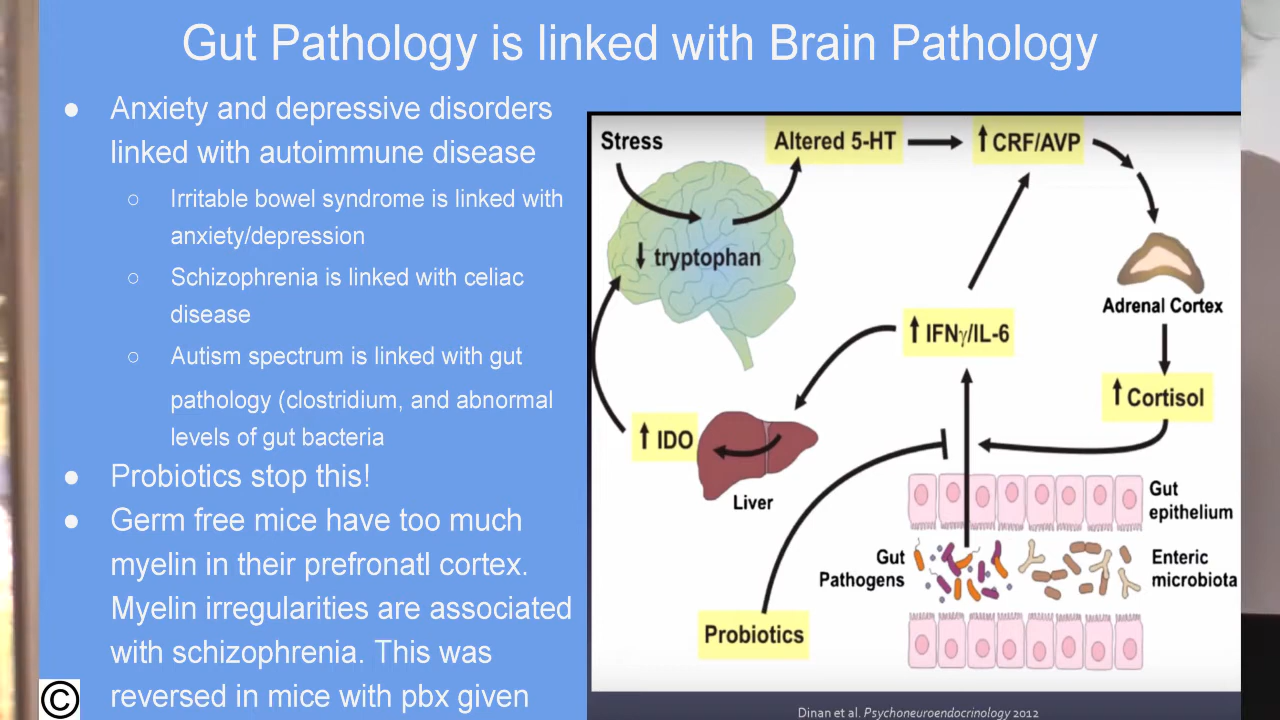 Gut Pathology is linked with Brain Pathology
● Anxiety and depressive disorders
linked with autoimmune disease
○ Irritable bowel syndrome is linked with
anxiety/depression
○ Schizophrenia is linked with celiac
disease
○ Autism spectrum is linked with gut
pathology (clostridium, and abnormal
levels of gut bacteria
● Probiotics stop this!
● Germ free mice have too much
myelin in their prefronatl cortex.
Myelin irregularities are associated
with schizophrenia. This was
reversed in mice with pbx given
©
Stress
Altered 5-HT
↑ CRF/AVP
↓ tryptophan
Adrenal Cortex
↑ IFNγ/IL-6
↑ Cortisol
↑ IDO
Liver
Gut
epithelium
Gut
Pathogens
Enteric
microbiota
Probiotics
Dinan et al. Psychoneuroendocrinology 2012